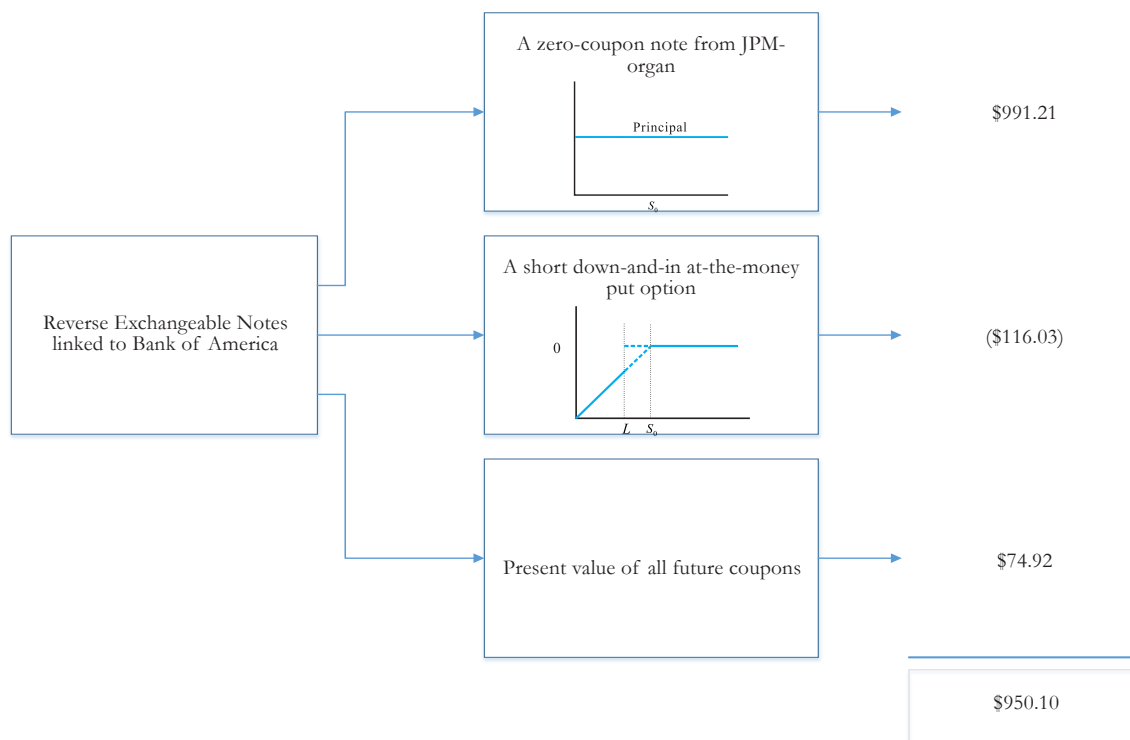 A zero-coupon note from JPM-
organ
Principal
S₀
$991.21
Reverse Exchangeable Notes
linked to Bank of America
A short down-and-in at-the-money
put option
0
L S₀
($116.03)
Present value of all future coupons
$74.92
$950.10